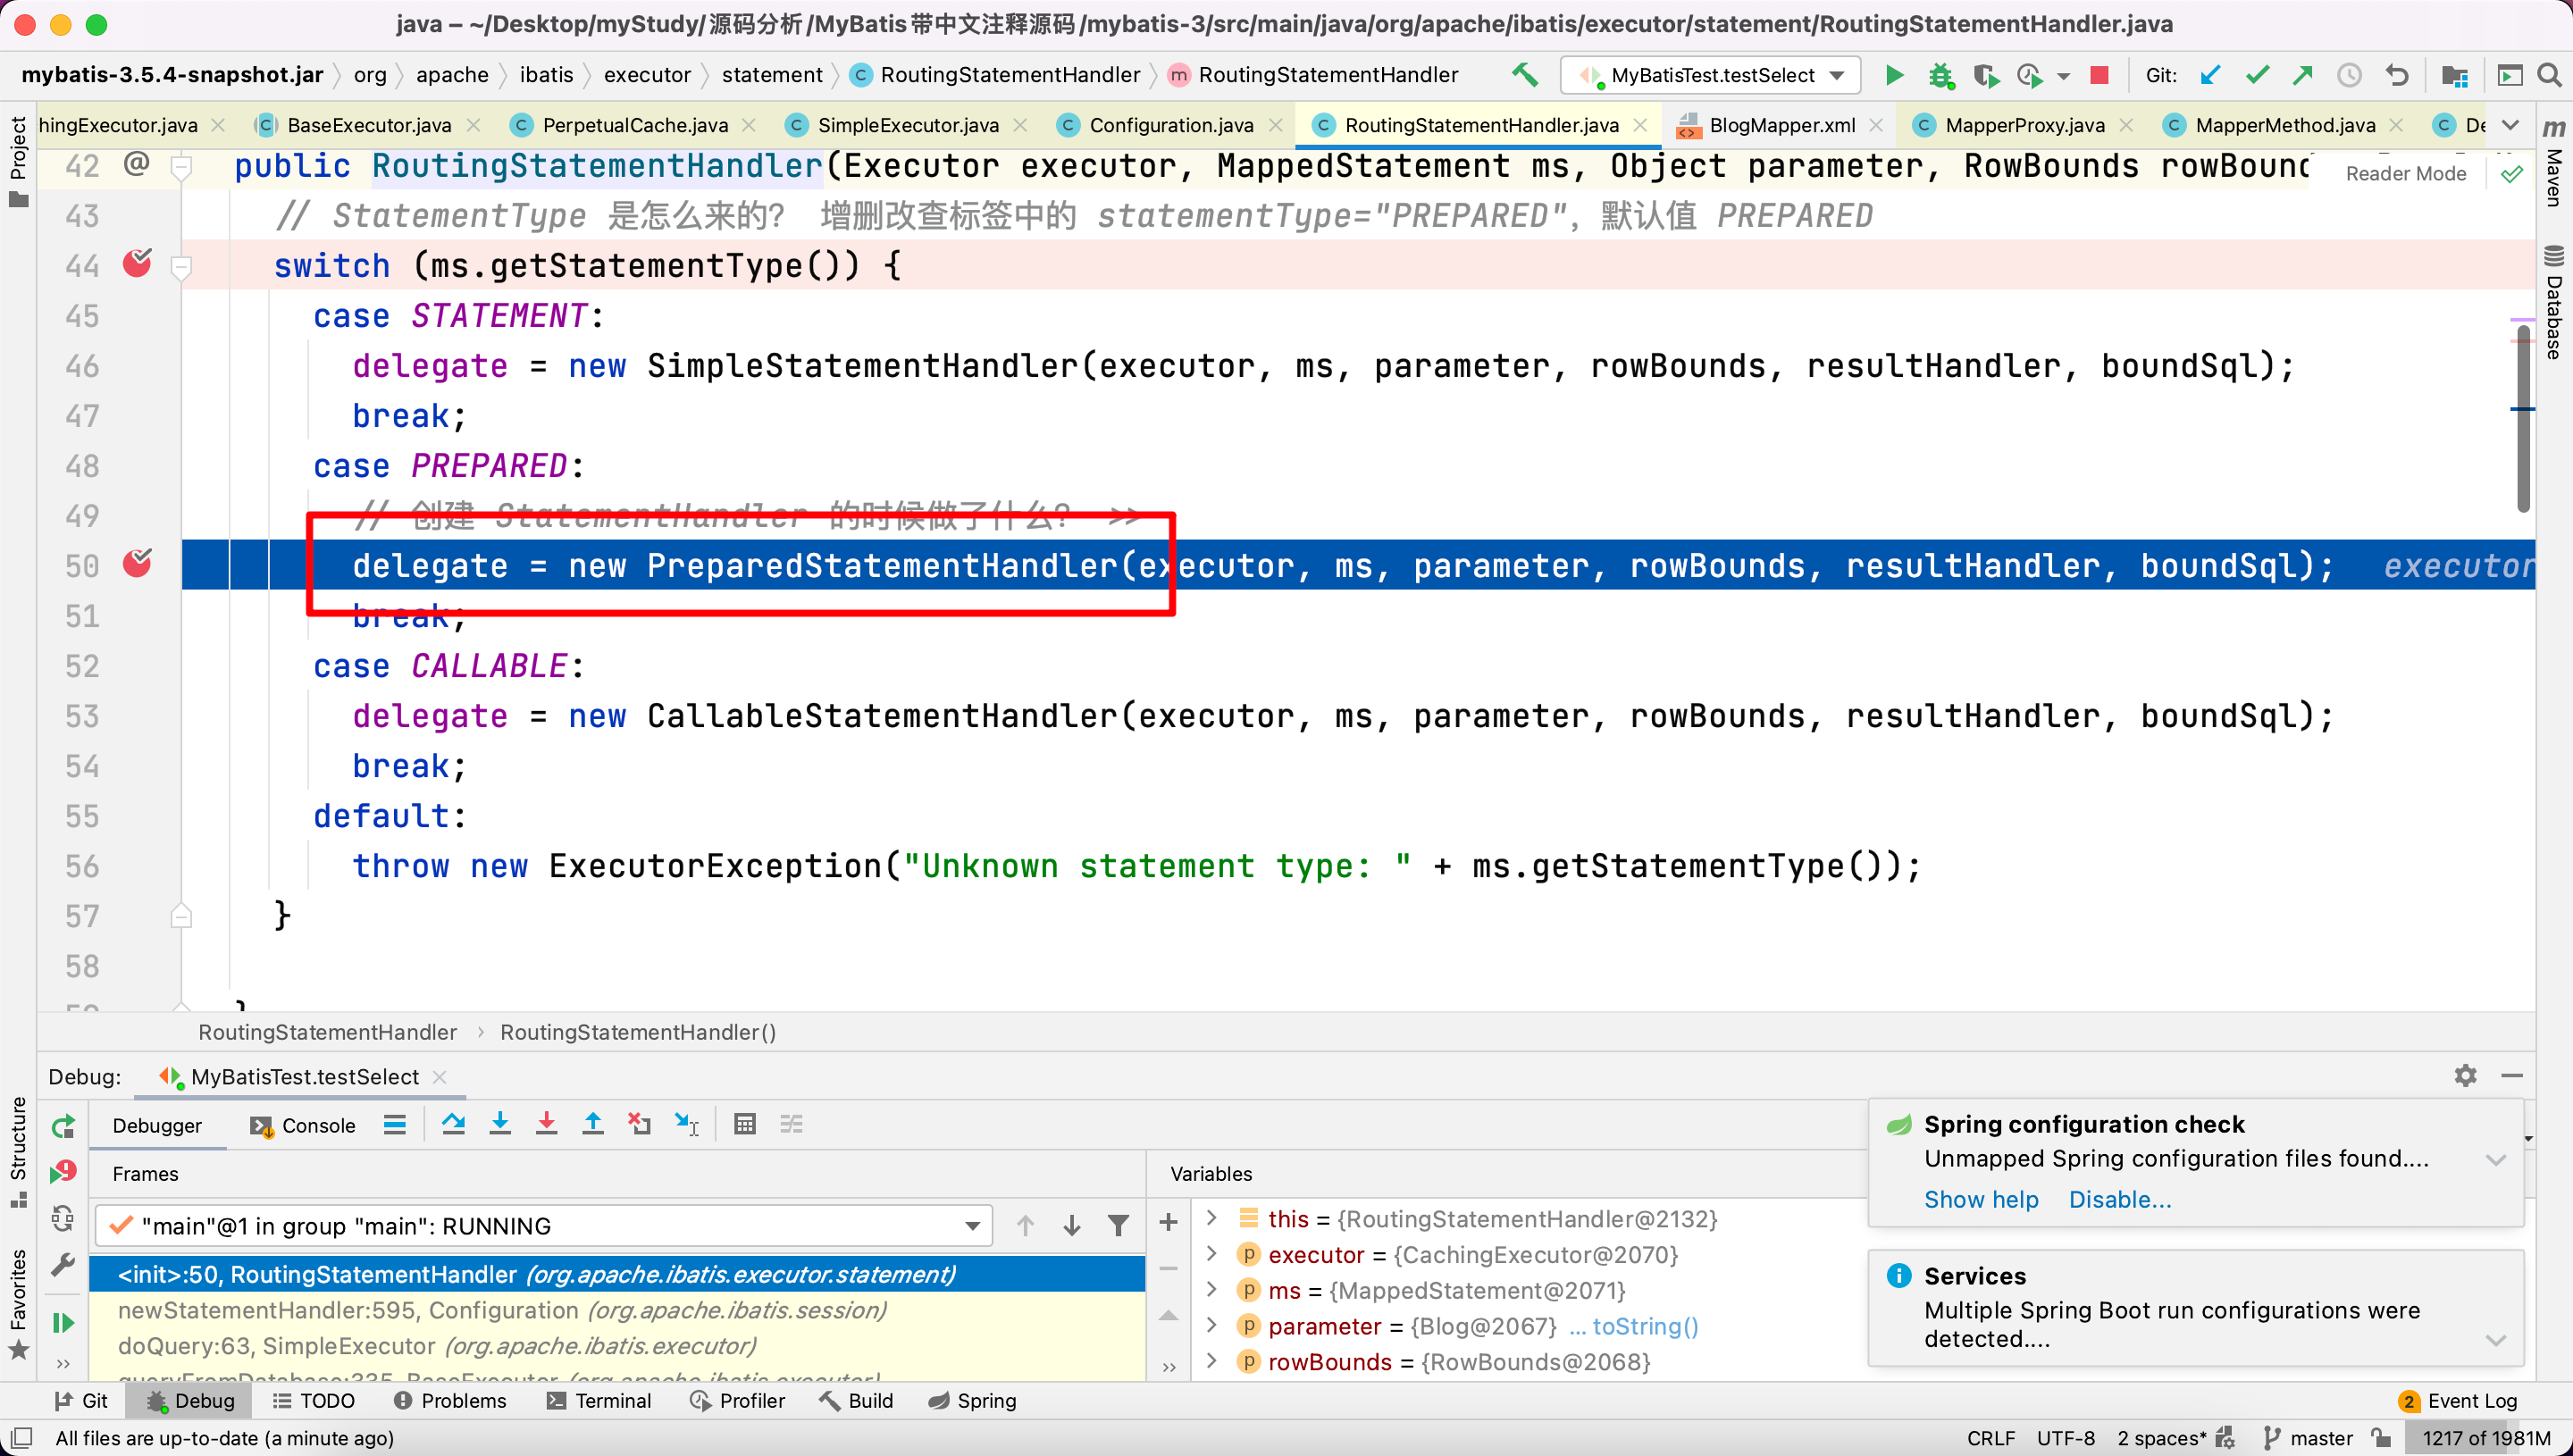 java – ~/Desktop/myStudy/源码分析/MyBatis带中文注释源码/mybatis-3/src/main/java/org/apache/ibatis/executor/statement/RoutingStatementHandler.java
mybatis-3.5.4-snapshot.jar org apache ibatis executor statement C RoutingStatementHandler m RoutingStatementHandler MyBatisTest.testSelect Git:
hingExecutor.java C BaseExecutor.java C PerpetualCache.java C SimpleExecutor.java C Configuration.java C RoutingStatementHandler.java BlogMapper.xml C MapperProxy.java C MapperMethod.java C De
Project
Maven
Database
Structure
Favorites
42 @ public RoutingStatementHandler(Executor executor, MappedStatement ms, Object parameter, RowBounds rowBound
Reader Mode
43 // StatementType 是怎么来的？ 增删改查标签中的 statementType="PREPARED"，默认值 PREPARED
44 switch (ms.getStatementType()) {
45 case STATEMENT:
46 delegate = new SimpleStatementHandler(executor, ms, parameter, rowBounds, resultHandler, boundSql);
47 break;
48 case PREPARED:
49 // 创建 StatementHandler 的时候做了什么？ >>
50 delegate = new PreparedStatementHandler(executor, ms, parameter, rowBounds, resultHandler, boundSql); executor
51 break;
52 case CALLABLE:
53 delegate = new CallableStatementHandler(executor, ms, parameter, rowBounds, resultHandler, boundSql);
54 break;
55 default:
56 throw new ExecutorException("Unknown statement type: " + ms.getStatementType());
57 }
58
RoutingStatementHandler › RoutingStatementHandler()
Debug: MyBatisTest.testSelect
Debugger Console
Frames
Variables
"main"@1 in group "main": RUNNING
<init>:50, RoutingStatementHandler (org.apache.ibatis.executor.statement)
newStatementHandler:595, Configuration (org.apache.ibatis.session)
doQuery:63, SimpleExecutor (org.apache.ibatis.executor)
queryFromDatabase:335, BaseExecutor (org.apache.ibatis.executor)
this = {RoutingStatementHandler@2132}
p executor = {CachingExecutor@2070}
p ms = {MappedStatement@2071}
p parameter = {Blog@2067} ... toString()
p rowBounds = {RowBounds@2068}
Spring configuration check
Unmapped Spring configuration files found....
Show help Disable...
Services
Multiple Spring Boot run configurations were
detected....
Git Debug TODO Problems Terminal Profiler Build Spring 2 Event Log
All files are up-to-date (a minute ago) CRLF UTF-8 2 spaces* master 1217 of 1981M